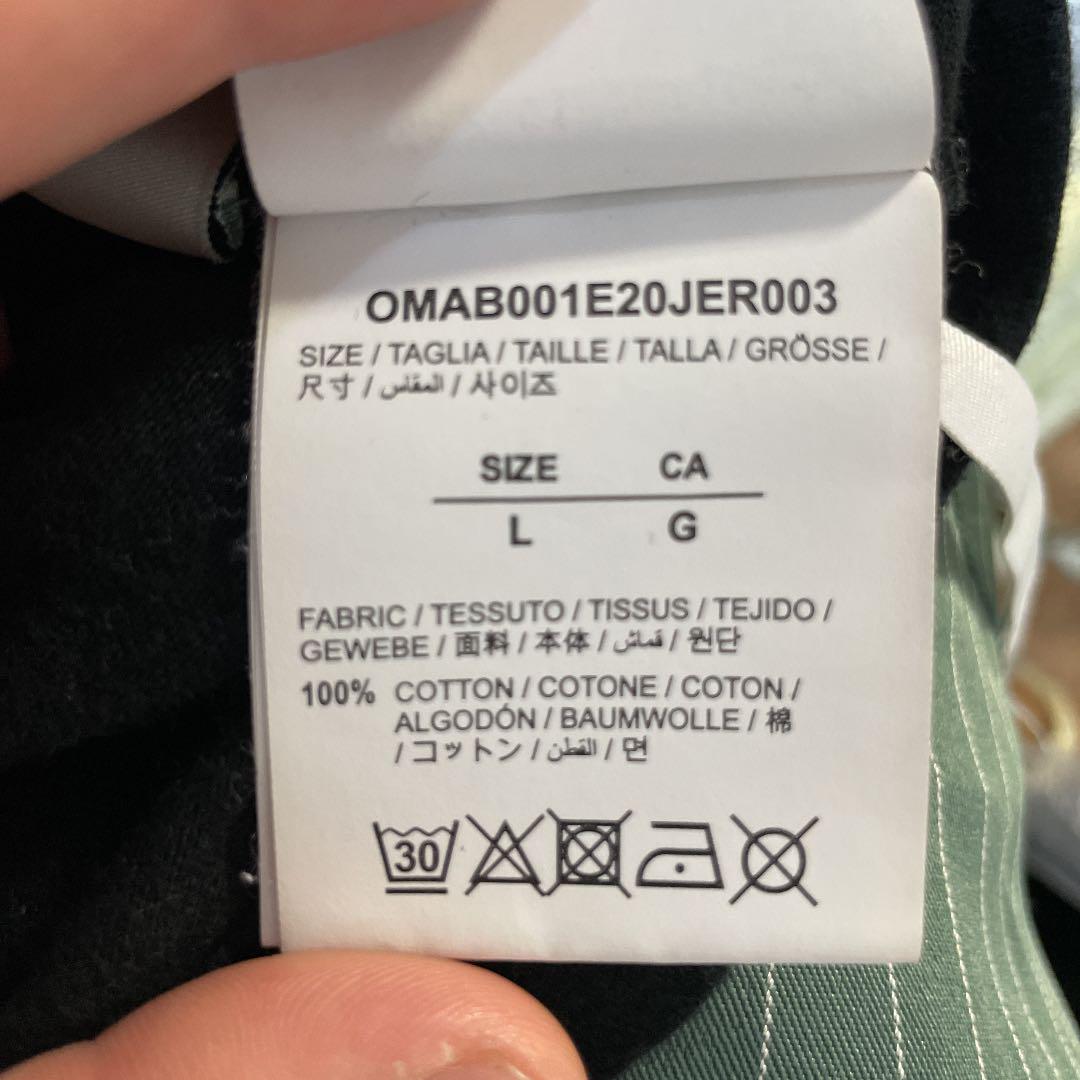 OMAB001E20JER003
SIZE / TAGLIA / TAILLE / TALLA / GRÖSSE /
尺寸 / المقاس / 사이즈
SIZE CA
L G
FABRIC / TESSUTO / TISSUS / TEJIDO /
GEWEBE / 面料 / 本体 / قماش / 원단
100% COTTON / COTONE / COTON /
ALGODÓN / BAUMWOLLE / 棉
/ コットン / القطن / 면
30